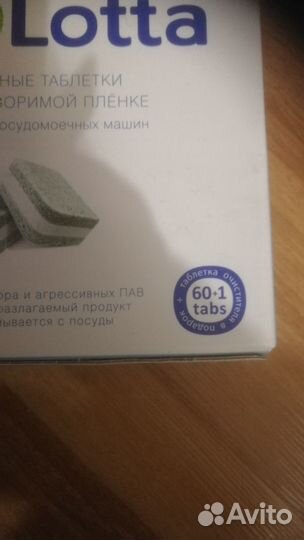 Lotta
НЫЕ ТАБЛЕТКИ
ВОРИМОЙ ПЛЁНКЕ
осудомоечных машин
ора и агрессивных ПАВ
разлагаемый продукт
ывается с посуды
+ таблетка очистителя в подарок
60+1
tabs
Avito